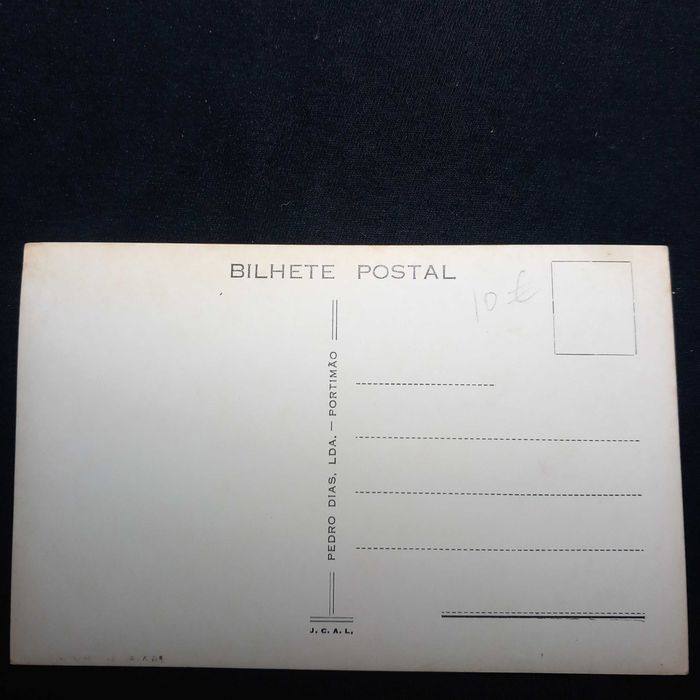 BILHETE POSTAL
10 €
PEDRO DIAS, LDA. — PORTIMÃO
J. C. A. L.